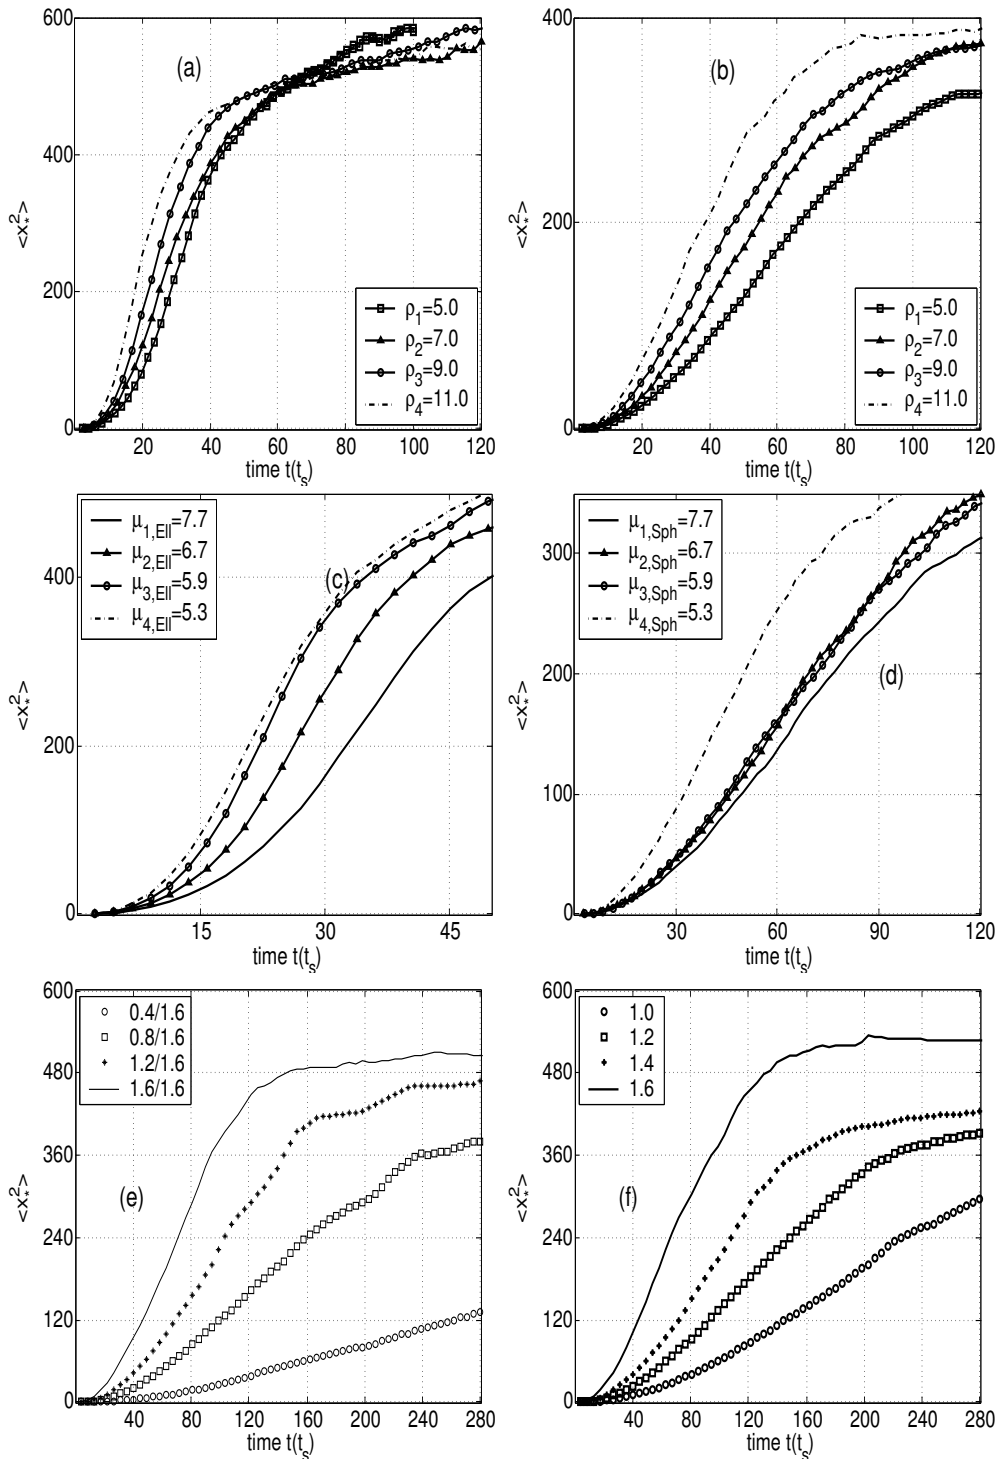 600
400
200
0
20 40 60 80 100 120
<x*²>
time t(tₛ)
(a)
ρ₁=5.0
ρ₂=7.0
ρ₃=9.0
ρ₄=11.0
400
200
0
20 40 60 80 100 120
<x*²>
time t(tₛ)
(b)
ρ₁=5.0
ρ₂=7.0
ρ₃=9.0
ρ₄=11.0
μ₁,Ell=7.7
μ₂,Ell=6.7
μ₃,Ell=5.9
μ₄,Ell=5.3
(c)
400
200
0
15 30 45
<x*²>
time t(tₛ)
μ₁,Sph=7.7
μ₂,Sph=6.7
μ₃,Sph=5.9
μ₄,Sph=5.3
(d)
300
200
100
0
30 60 90 120
<x*²>
time t(tₛ)
600
480
360
240
120
0
0.4/1.6
0.8/1.6
1.2/1.6
1.6/1.6
(e)
40 80 120 160 200 240 280
<x*²>
time t(tₛ)
600
480
360
240
120
0
1.0
1.2
1.4
1.6
(f)
40 80 120 160 200 240 280
<x*²>
time t(tₛ)